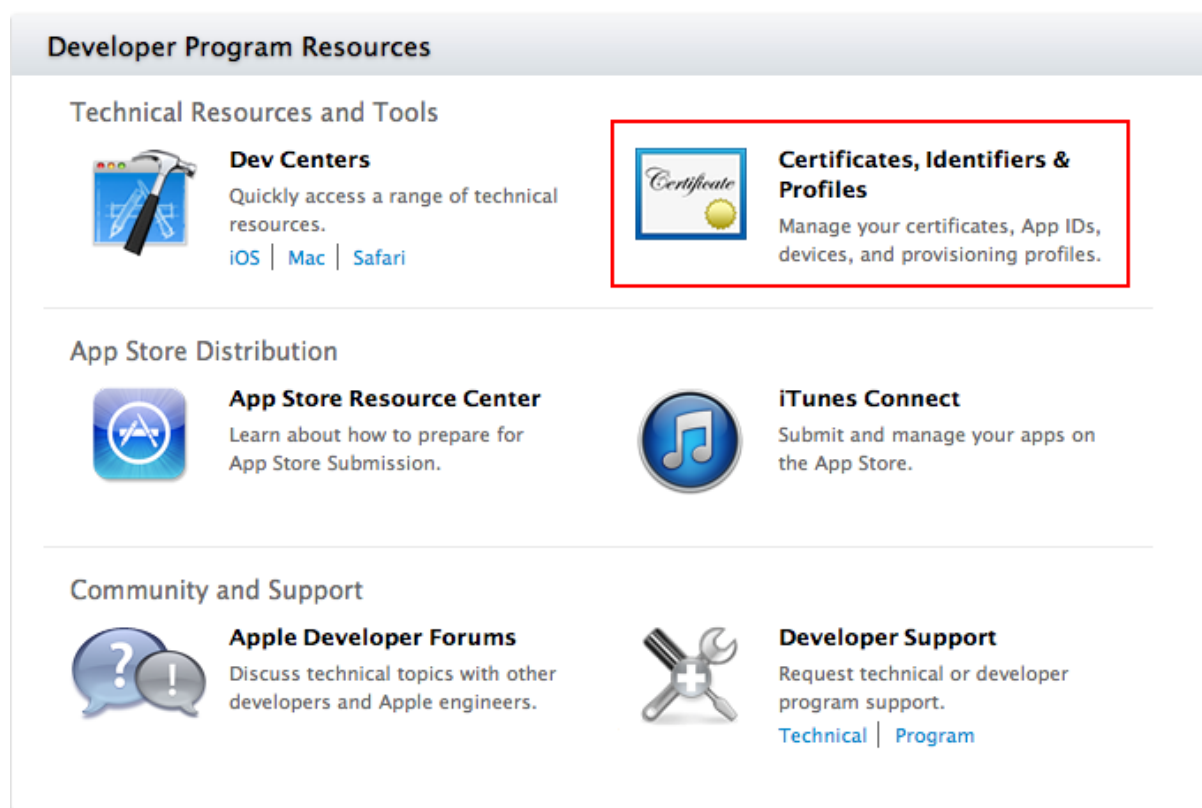 Developer Program Resources
Technical Resources and Tools
Dev Centers
Quickly access a range of technical
resources.
iOS | Mac | Safari
Certificate
Certificates, Identifiers &
Profiles
Manage your certificates, App IDs,
devices, and provisioning profiles.
App Store Distribution
App Store Resource Center
Learn about how to prepare for
App Store Submission.
iTunes Connect
Submit and manage your apps on
the App Store.
Community and Support
?
!
Apple Developer Forums
Discuss technical topics with other
developers and Apple engineers.
Developer Support
Request technical or developer
program support.
Technical | Program